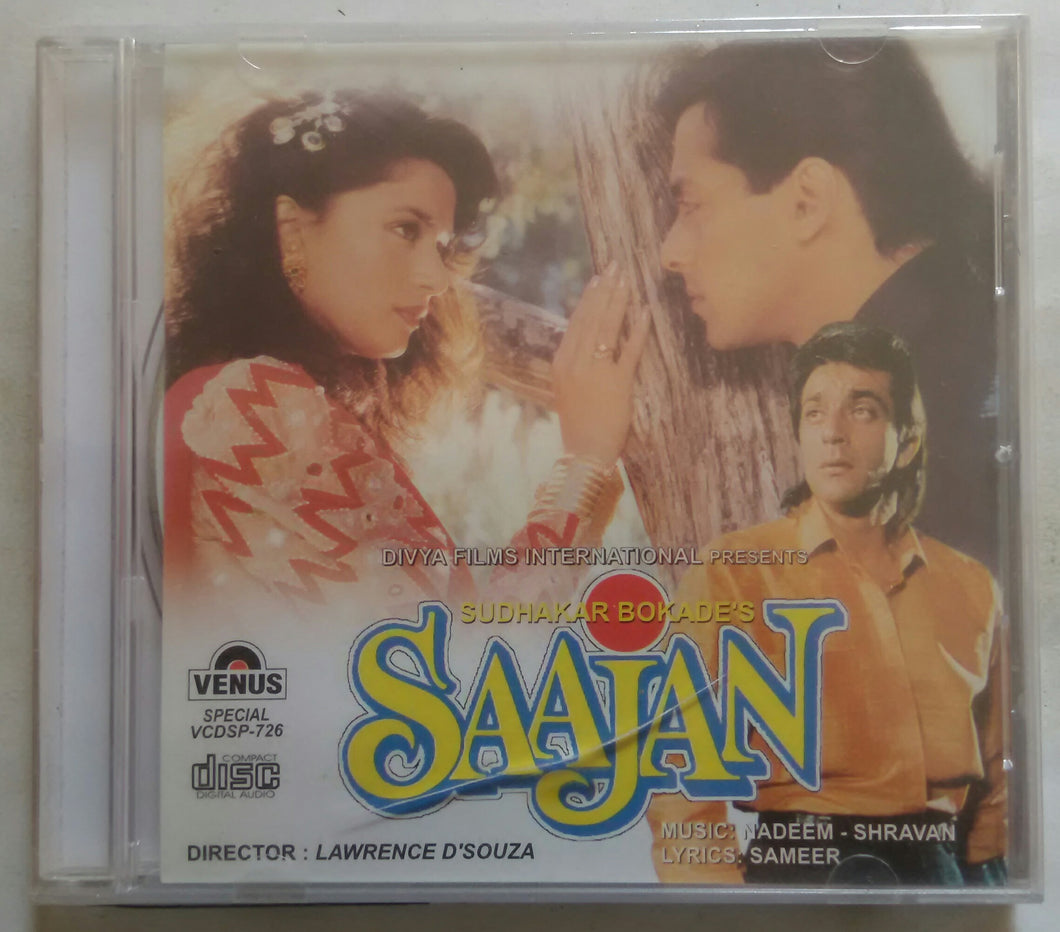 DIVYA FILMS INTERNATIONAL PRESENTS
SUDHAKAR BOKADE'S
SAAJAN
VENUS
SPECIAL
VCDSP-726
COMPACT
disc
DIGITAL AUDIO
MUSIC: NADEEM - SHRAVAN
LYRICS: SAMEER
DIRECTOR : LAWRENCE D'SOUZA